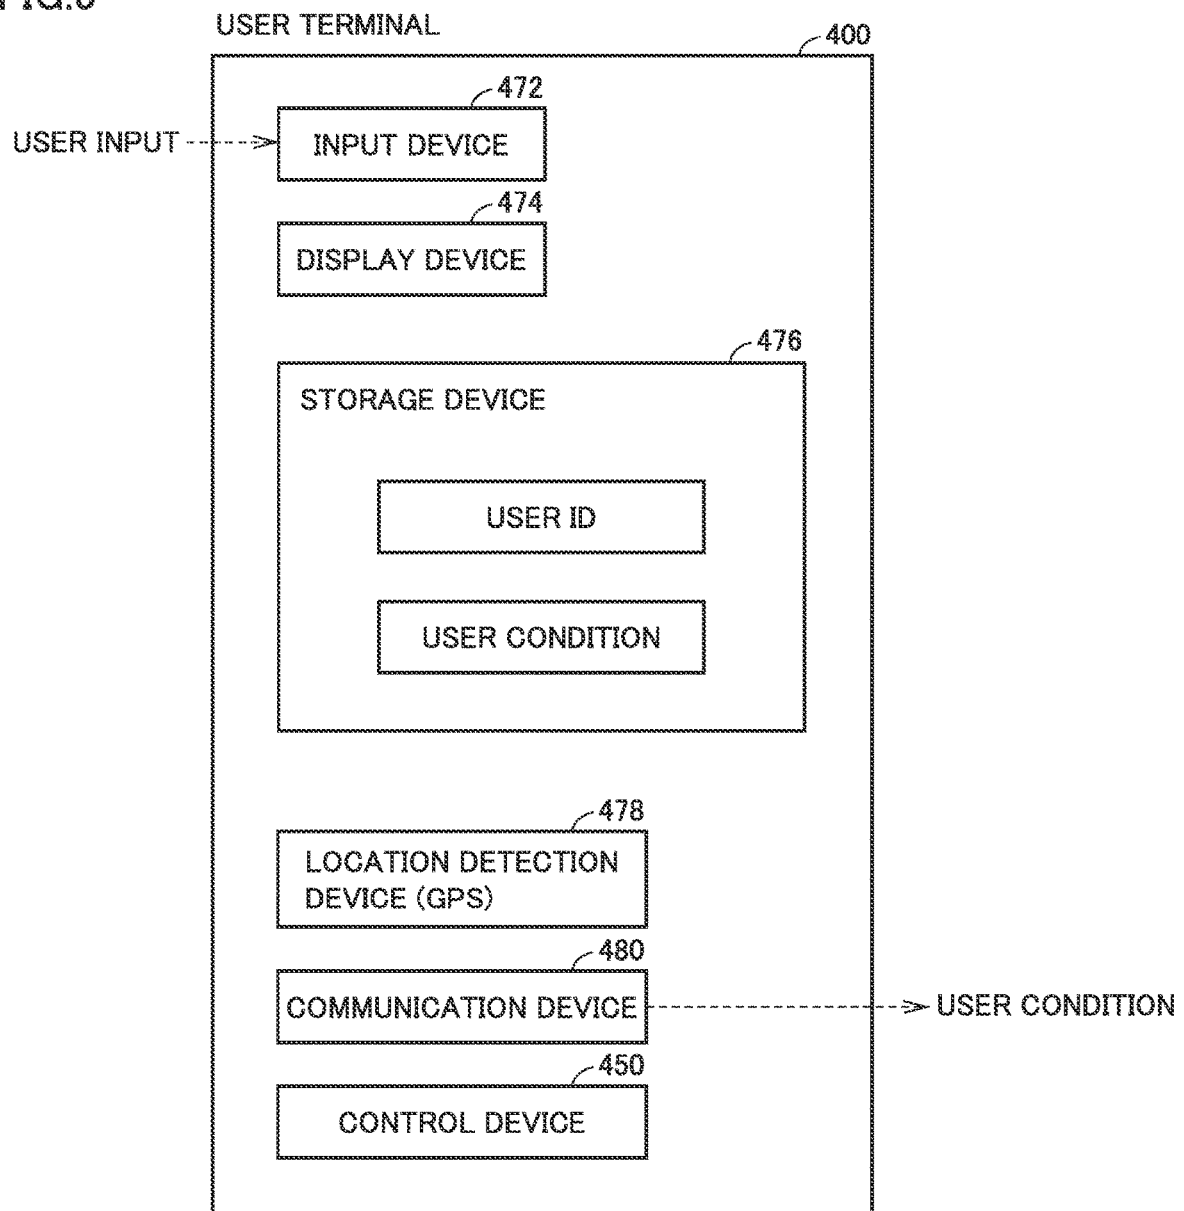 USER TERMINAL
400
472
USER INPUT
INPUT DEVICE
474
DISPLAY DEVICE
476
STORAGE DEVICE
USER ID
USER CONDITION
478
LOCATION DETECTION
DEVICE (GPS)
480
COMMUNICATION DEVICE
USER CONDITION
450
CONTROL DEVICE